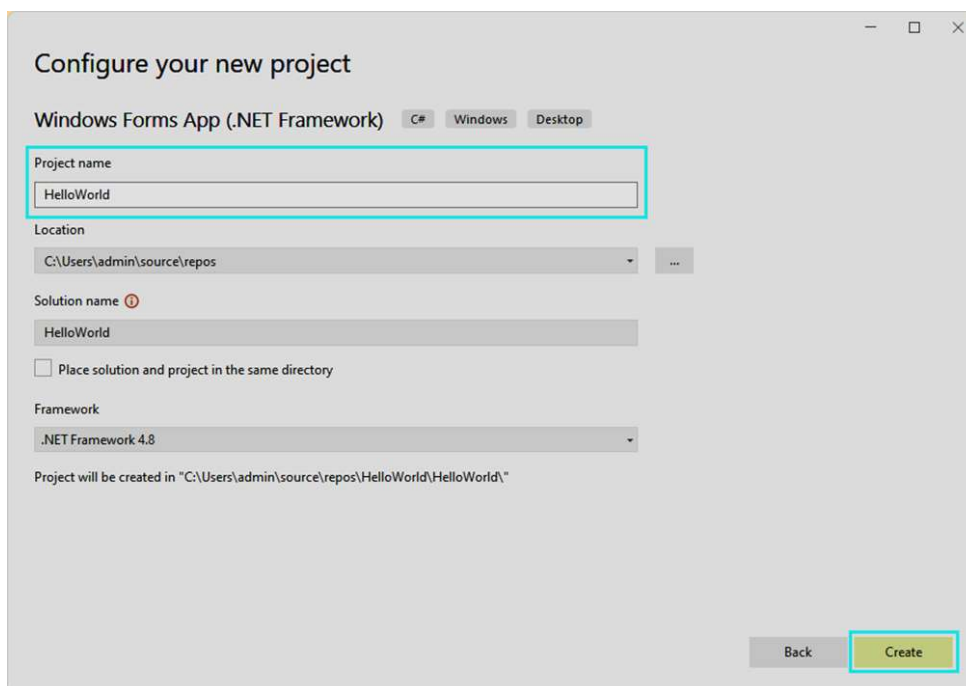 Configure your new project
Windows Forms App (.NET Framework) C# Windows Desktop
Project name
HelloWorld
Location
C:\Users\admin\source\repos ...
Solution name
HelloWorld
Place solution and project in the same directory
Framework
.NET Framework 4.8
Project will be created in "C:\Users\admin\source\repos\HelloWorld\HelloWorld\"
Back Create